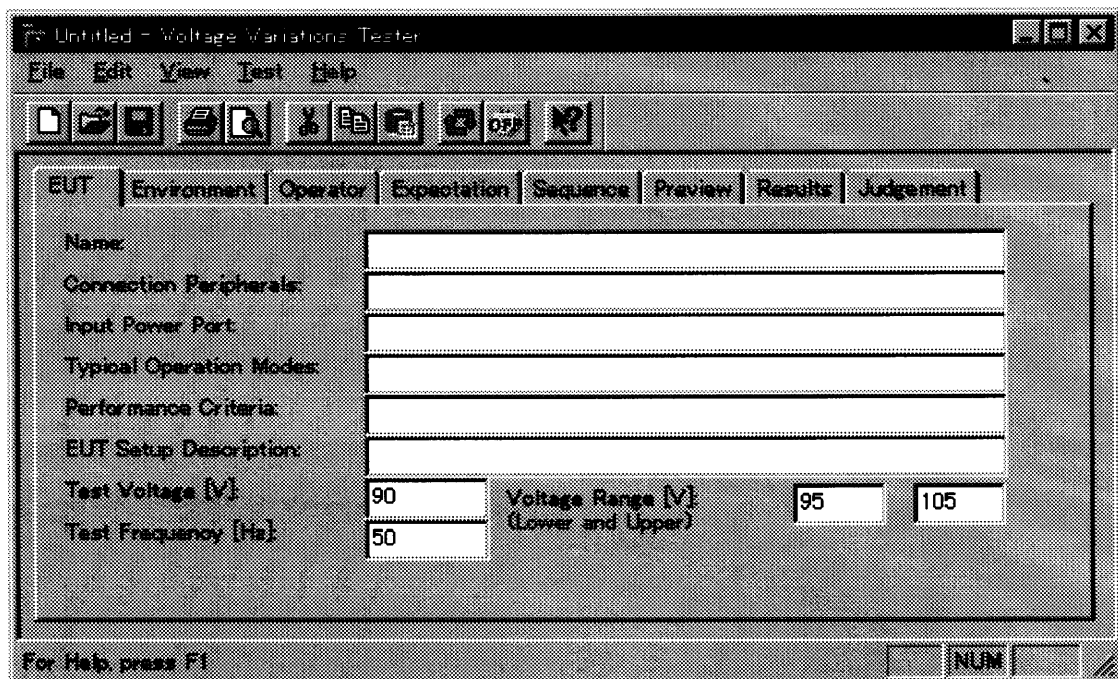 Untitled - Voltage Variations Tester
File Edit View Test Help
OFF
EUT Environment Operator Expectation Sequence Preview Results Judgement
Name:
Connection Peripherals:
Input Power Port:
Typical Operation Modes:
Performance Criteria:
EUT Setup Description:
Test Voltage [V]: 90 Voltage Range [V]: 95 105
(Lower and Upper)
Test Frequency [Hz]: 50
For Help, press F1 NUM